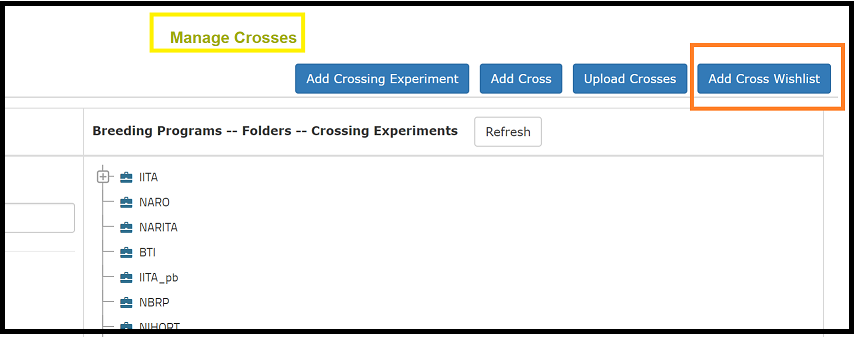 Manage Crosses
Add Crossing Experiment Add Cross Upload Crosses Add Cross Wishlist
Breeding Programs -- Folders -- Crossing Experiments Refresh
IITA
NARO
NARITA
BTI
IITA_pb
NBRP
NIHORT